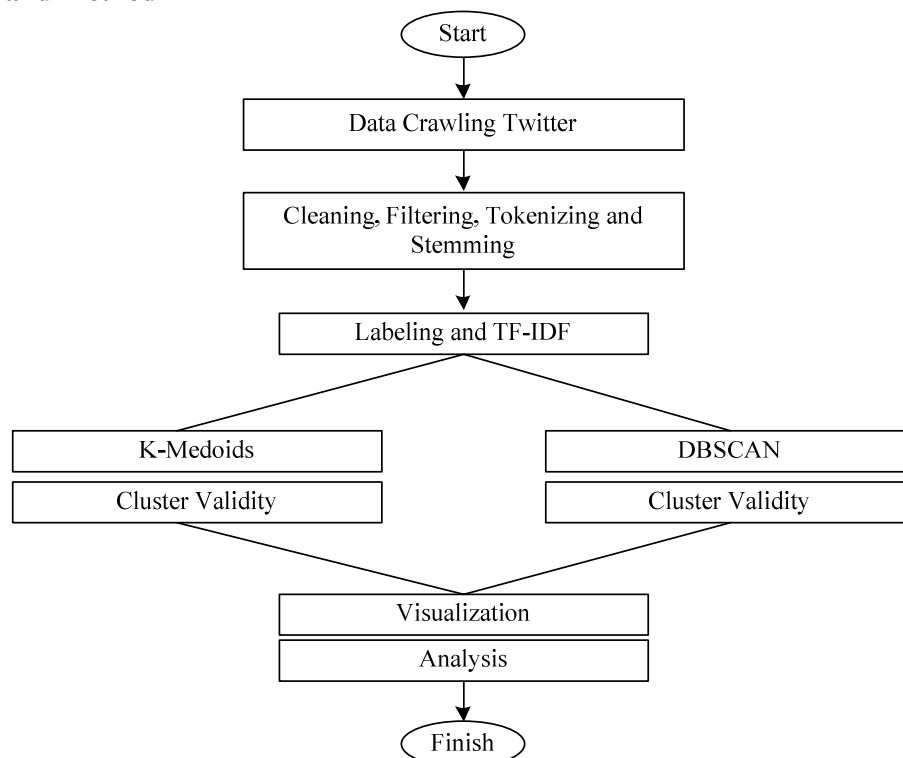 Start
Data Crawling Twitter
Cleaning, Filtering, Tokenizing and
Stemming
Labeling and TF-IDF
K-Medoids
DBSCAN
Cluster Validity
Cluster Validity
Visualization
Analysis
Finish